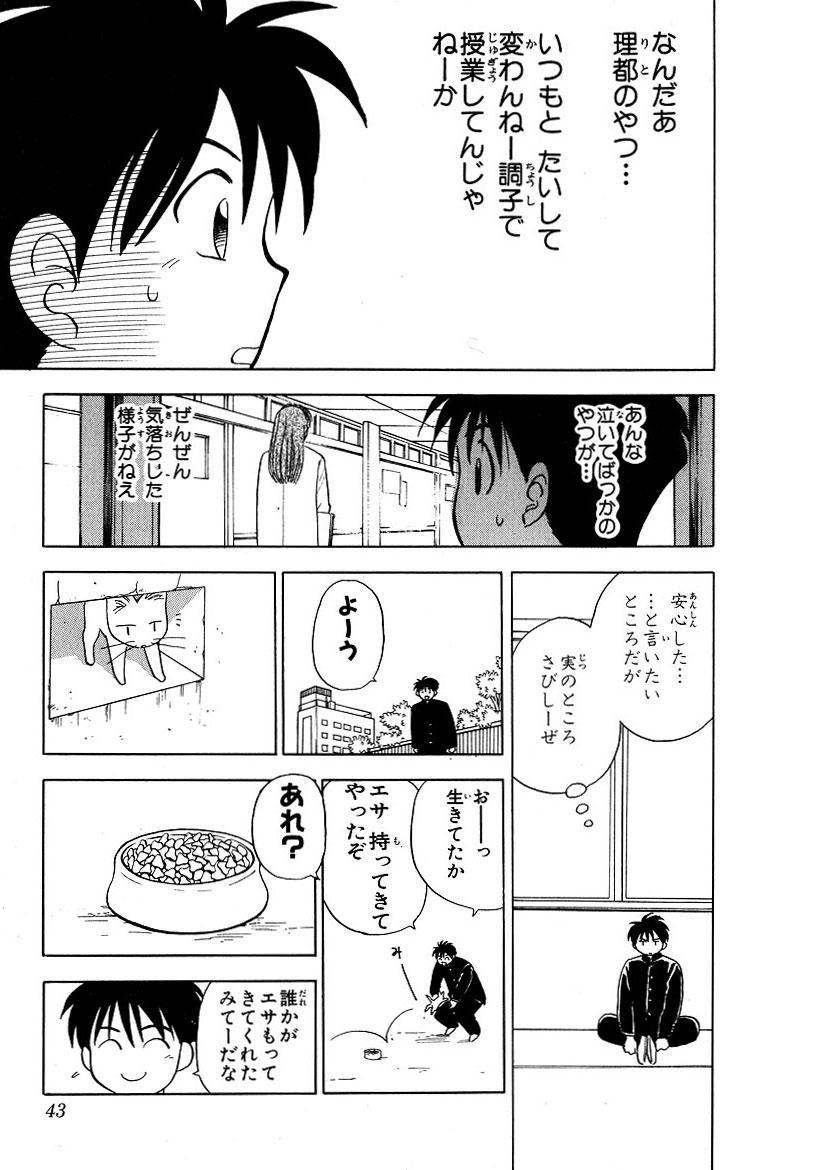 なんだあ
理都のやつ…
いつもと たいして
変わんねー調子で
授業してんじゃ
ねーか
あんな
泣いてばっかの
やつが…
ぜんぜん
気落ちした
様子がねえ
安心した…
…と言いたい
ところだが
実のところ
さびしーぜ
よーう
おーっ
生きてたか
エサ 持ってきて
やったぞ
み
あれ?
誰かが
エサもって
きてくれた
みてーだな
43